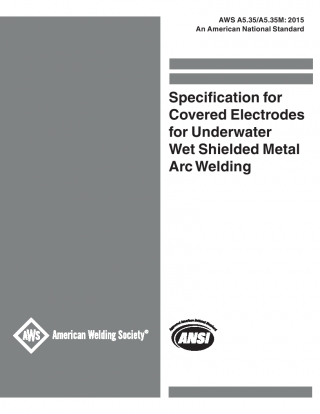 AWS A5.35/A5.35M: 2015
An American National Standard
Specification for
Covered Electrodes
for Underwater
Wet Shielded Metal
Arc Welding
AWS American Welding Society®
ANSI